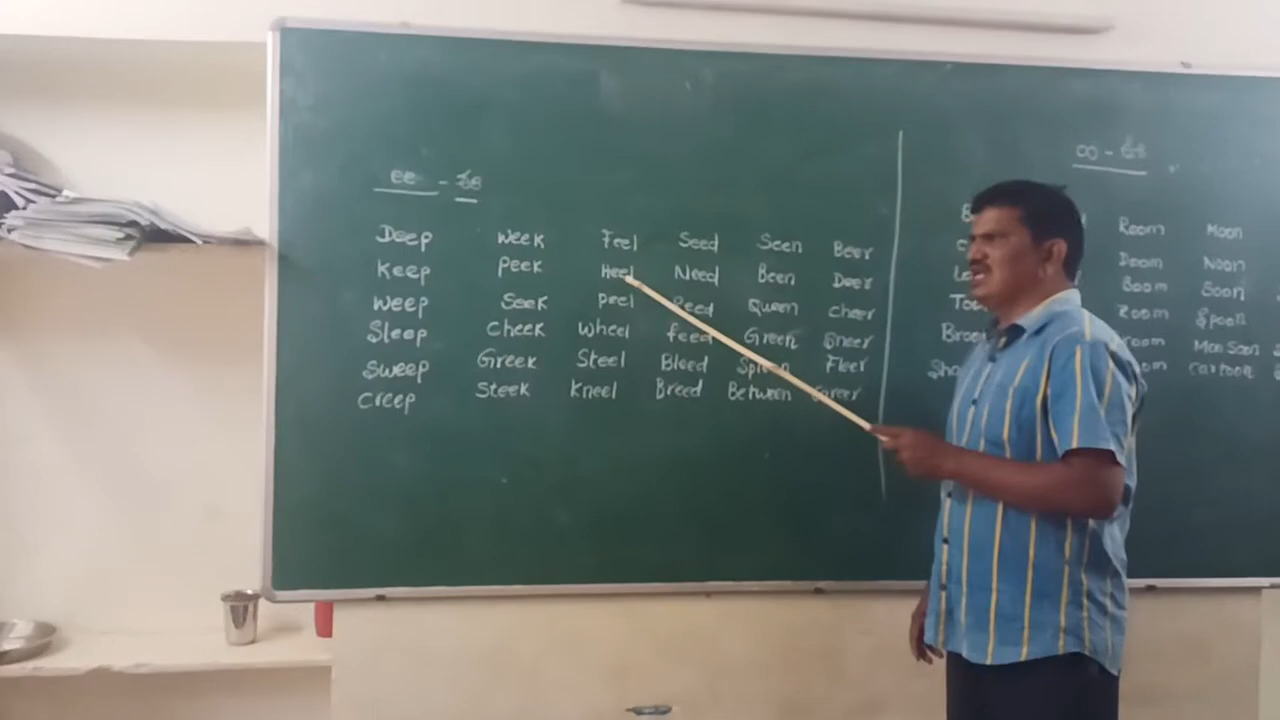 ee - ఈ
Deep Week Feel Seed Seen Beer
Keep Peek Heel Need Been Deer
Weep Seek Peel Queen Cheer
Sleep Cheek Wheel feed Green Sneer
Sweep Greek Steel Bleed Fleer
Creep Steek Kneel Breed Between
oo - ఊ
Room Moon
Doom Noon
Boom Soon
Zoom Spoon
MonSoon
Cartoon